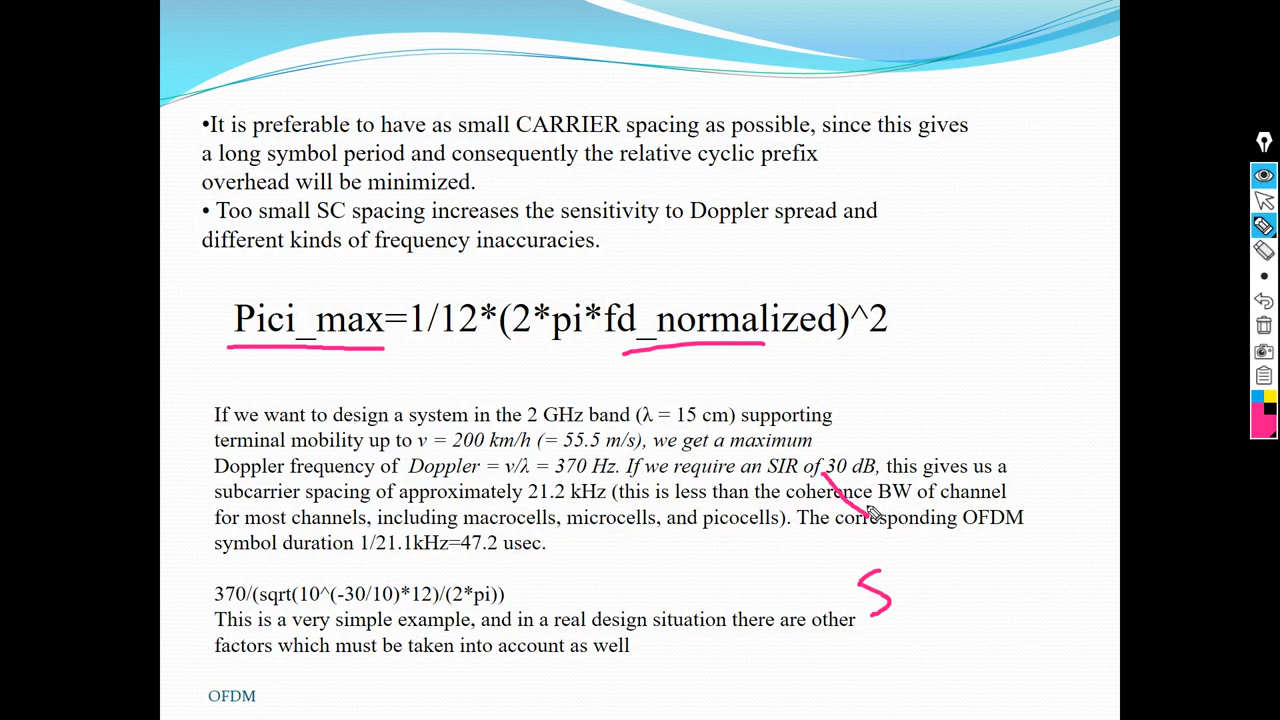 •It is preferable to have as small CARRIER spacing as possible, since this gives
a long symbol period and consequently the relative cyclic prefix
overhead will be minimized.
• Too small SC spacing increases the sensitivity to Doppler spread and
different kinds of frequency inaccuracies.
Pici_max=1/12*(2*pi*fd_normalized)^2
If we want to design a system in the 2 GHz band (λ = 15 cm) supporting
terminal mobility up to v = 200 km/h (= 55.5 m/s), we get a maximum
Doppler frequency of Doppler = v/λ = 370 Hz. If we require an SIR of 30 dB, this gives us a
subcarrier spacing of approximately 21.2 kHz (this is less than the coherence BW of channel
for most channels, including macrocells, microcells, and picocells). The corresponding OFDM
symbol duration 1/21.1kHz=47.2 usec.
370/(sqrt(10^(-30/10)*12)/(2*pi))
S
This is a very simple example, and in a real design situation there are other
factors which must be taken into account as well
OFDM